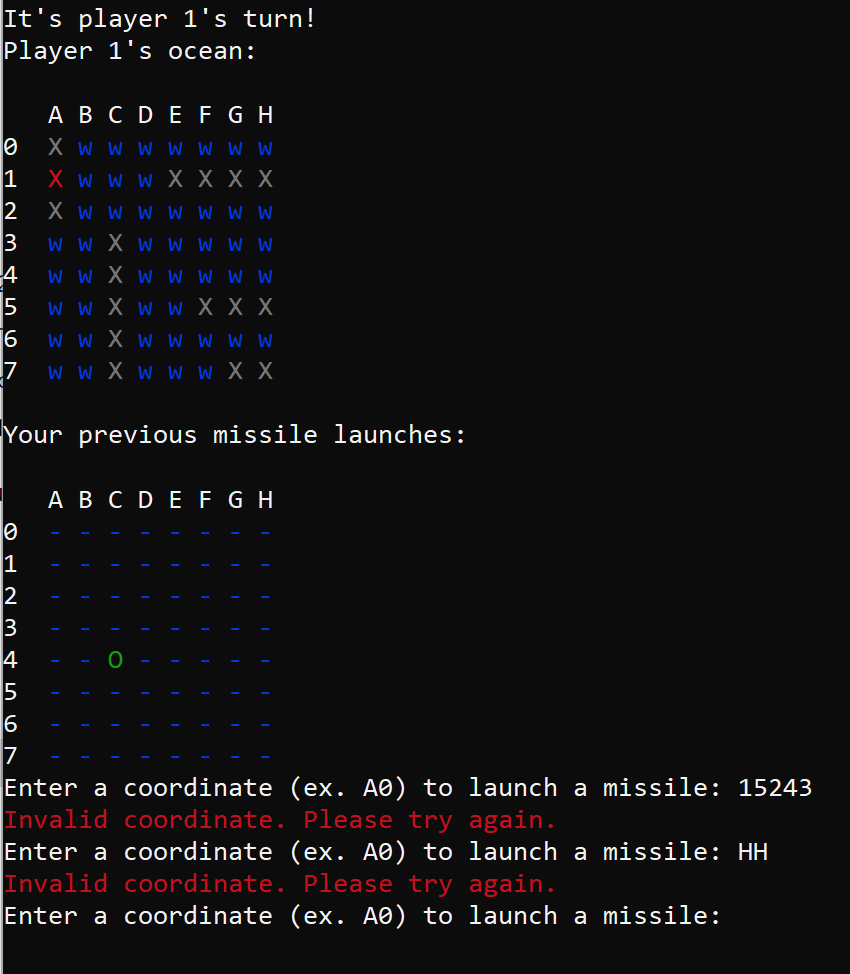 It's player 1's turn!
Player 1's ocean:
A B C D E F G H
0 X w w w w w w w
1 X w w w X X X X
2 X w w w w w w w
3 w w X w w w w w
4 w w X w w w w w
5 w w X w w X X X
6 w w X w w w w w
7 w w X w w w X X
Your previous missile launches:
A B C D E F G H
0 - - - - - - - -
1 - - - - - - - -
2 - - - - - - - -
3 - - - - - - - -
4 - - O - - - - -
5 - - - - - - - -
6 - - - - - - - -
7 - - - - - - - -
Enter a coordinate (ex. A0) to launch a missile: 15243
Invalid coordinate. Please try again.
Enter a coordinate (ex. A0) to launch a missile: HH
Invalid coordinate. Please try again.
Enter a coordinate (ex. A0) to launch a missile: